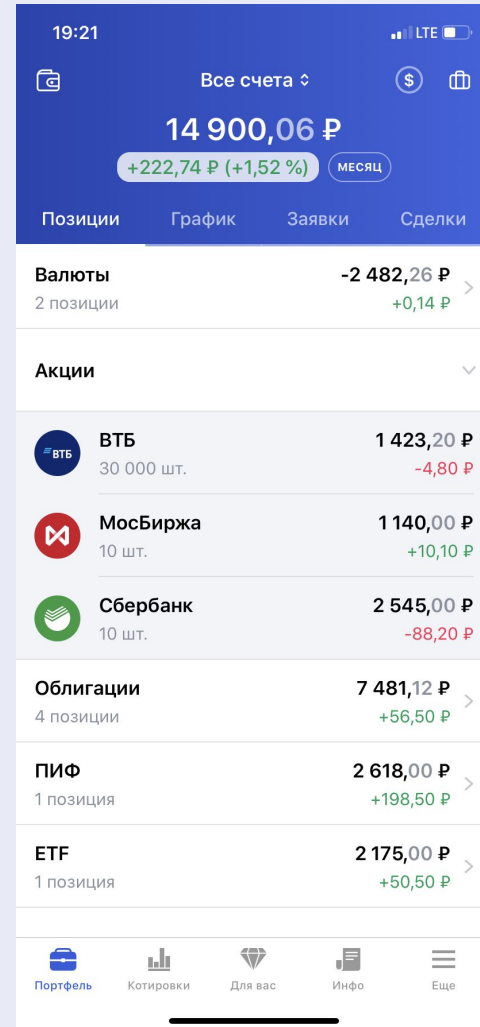 19:21 LTE
Все счета $
14 900,06 ₽
+222,74 ₽ (+1,52 %) МЕСЯЦ
Позиции График Заявки Сделки
Валюты -2 482,26 ₽
2 позиции +0,14 ₽
Акции
ВТБ ВТБ 1 423,20 ₽
30 000 шт. -4,80 ₽
МосБиржа 1 140,00 ₽
10 шт. +10,10 ₽
Сбербанк 2 545,00 ₽
10 шт. -88,20 ₽
Облигации 7 481,12 ₽
4 позиции +56,50 ₽
ПИФ 2 618,00 ₽
1 позиция +198,50 ₽
ETF 2 175,00 ₽
1 позиция +50,50 ₽
Портфель Котировки Для вас Инфо Еще